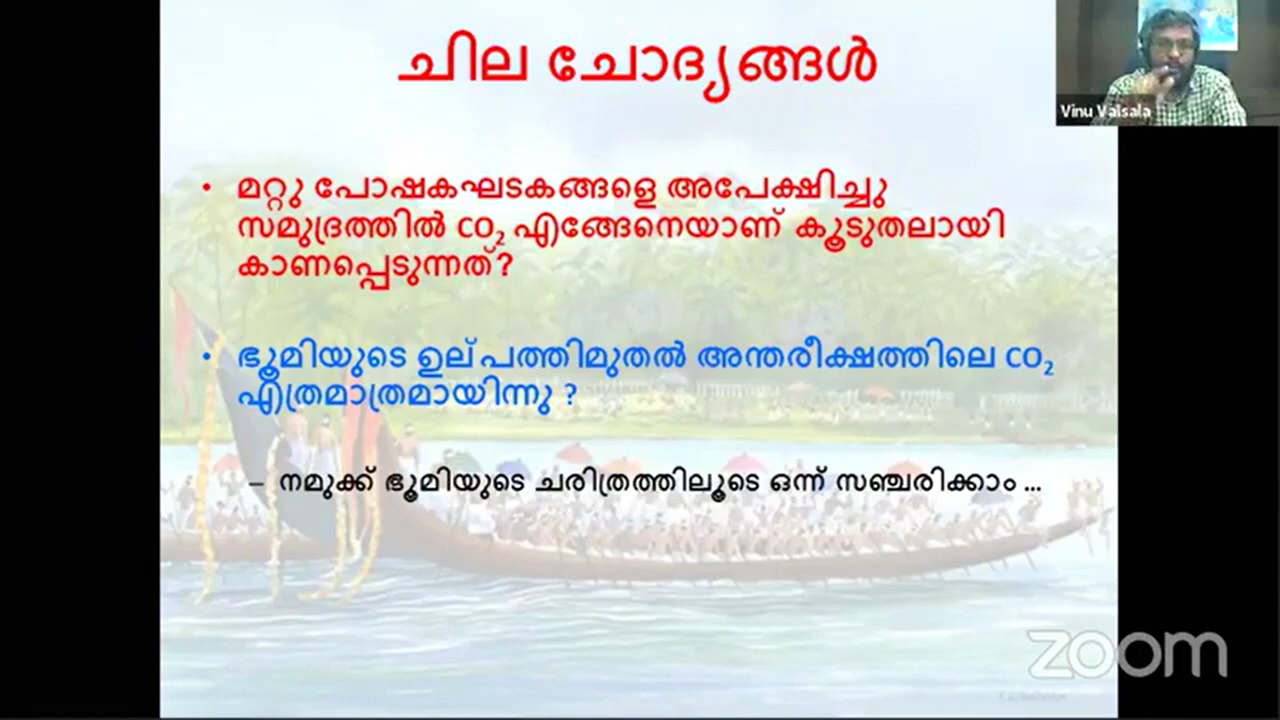 ചില ചോദ്യങ്ങൾ
Vinu Valsala
• മറ്റു പോഷകഘടകങ്ങളെ അപേക്ഷിച്ചു
സമുദ്രത്തിൽ CO₂ എങ്ങേനെയാണ് കൂടുതലായി
കാണപ്പെടുന്നത്?
• ഭൂമിയുടെ ഉല്പത്തിമുതൽ അന്തരീക്ഷത്തിലെ CO₂
എത്രമാത്രമായിന്നു ?
– നമുക്ക് ഭൂമിയുടെ ചരിത്രത്തിലൂടെ ഒന്ന് സഞ്ചരിക്കാം ...
zoom